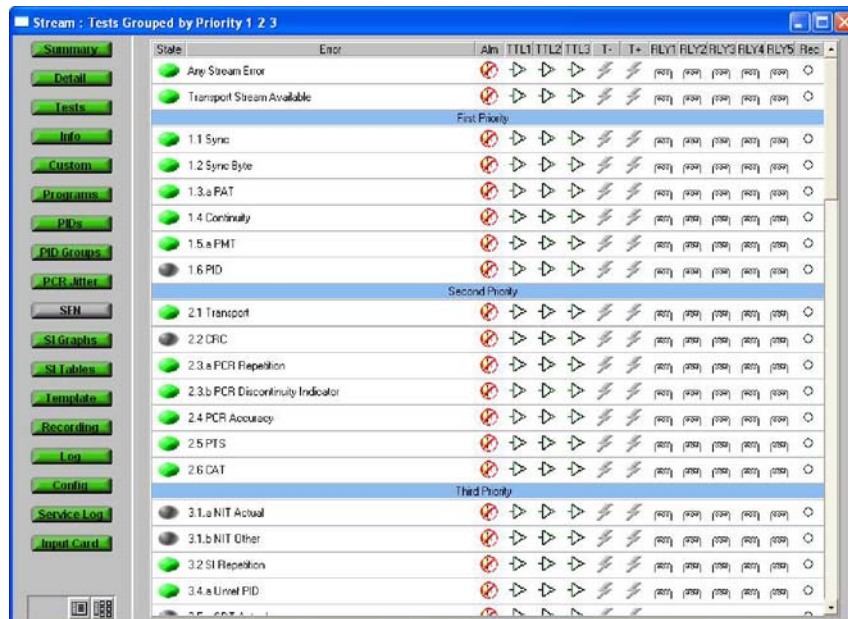 Stream : Tests Grouped by Priority 1 2 3
Summary
Detail
Tests
Info
Custom
Programs
PIDs
PID Groups
PCR Jitter
SFN
SI Graphs
SI Tables
Template
Recording
Log
Config
Service Log
Input Card
State Error Alm TTL1 TTL2 TTL3 T- T+ RLY1 RLY2 RLY3 RLY4 RLY5 Rec
Any Stream Error
Transport Stream Available
First Priority
1.1 Sync
1.2 Sync Byte
1.3.a PAT
1.4 Continuity
1.5.a PMT
1.6 PID
Second Priority
2.1 Transport
2.2 CRC
2.3.a PCR Repetition
2.3.b PCR Discontinuity Indicator
2.4 PCR Accuracy
2.5 PTS
2.6 CAT
Third Priority
3.1.a NIT Actual
3.1.b NIT Other
3.2 SI Repetition
3.4.a Unref PID